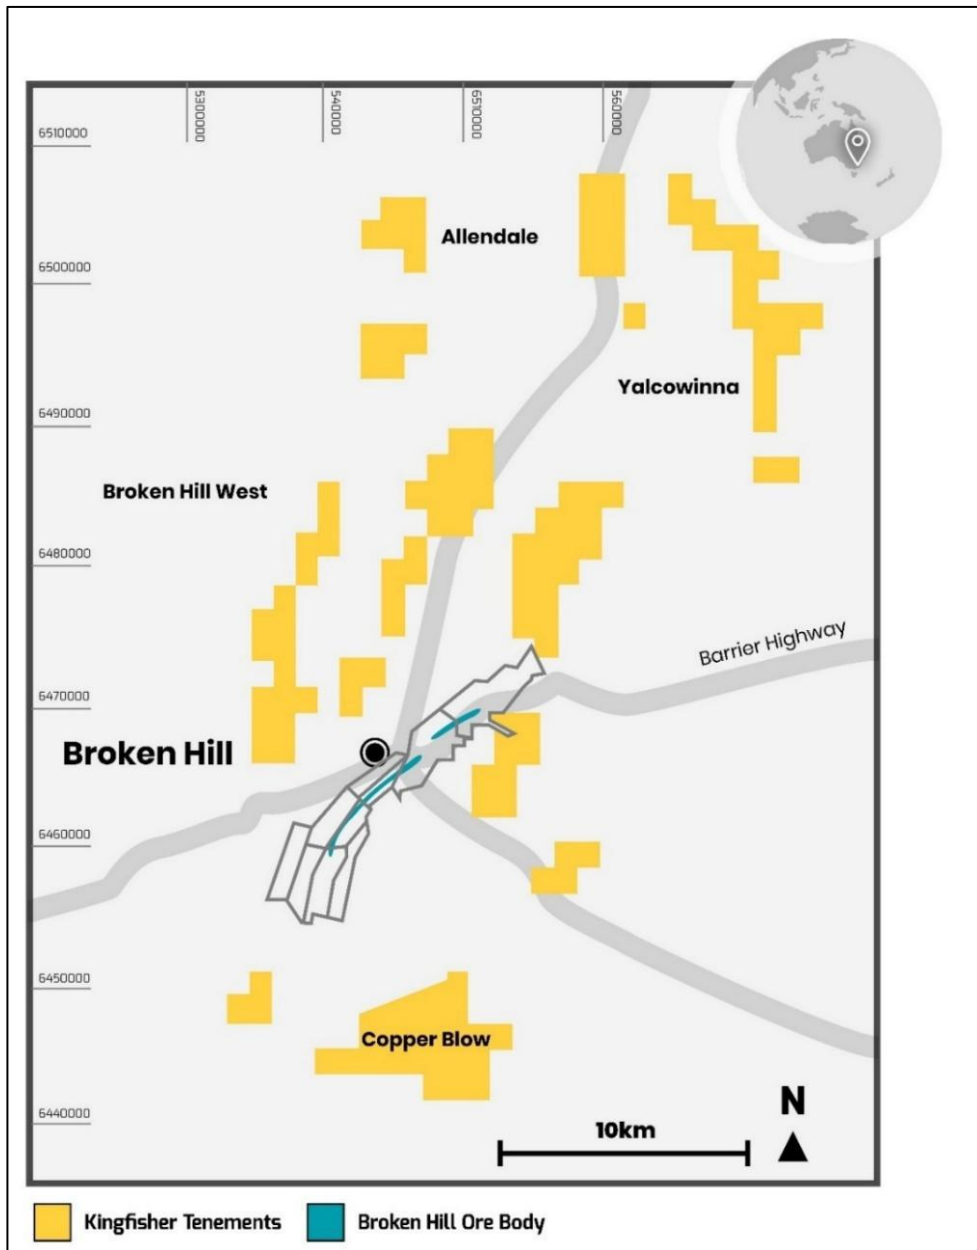 5300000
540000
6510000
560000
6510000
Allendale
6500000
Yalcowinna
6490000
Broken Hill West
6480000
Barrier Highway
6470000
Broken Hill
6460000
6450000
Copper Blow
6440000
N
10km
Kingfisher Tenements
Broken Hill Ore Body